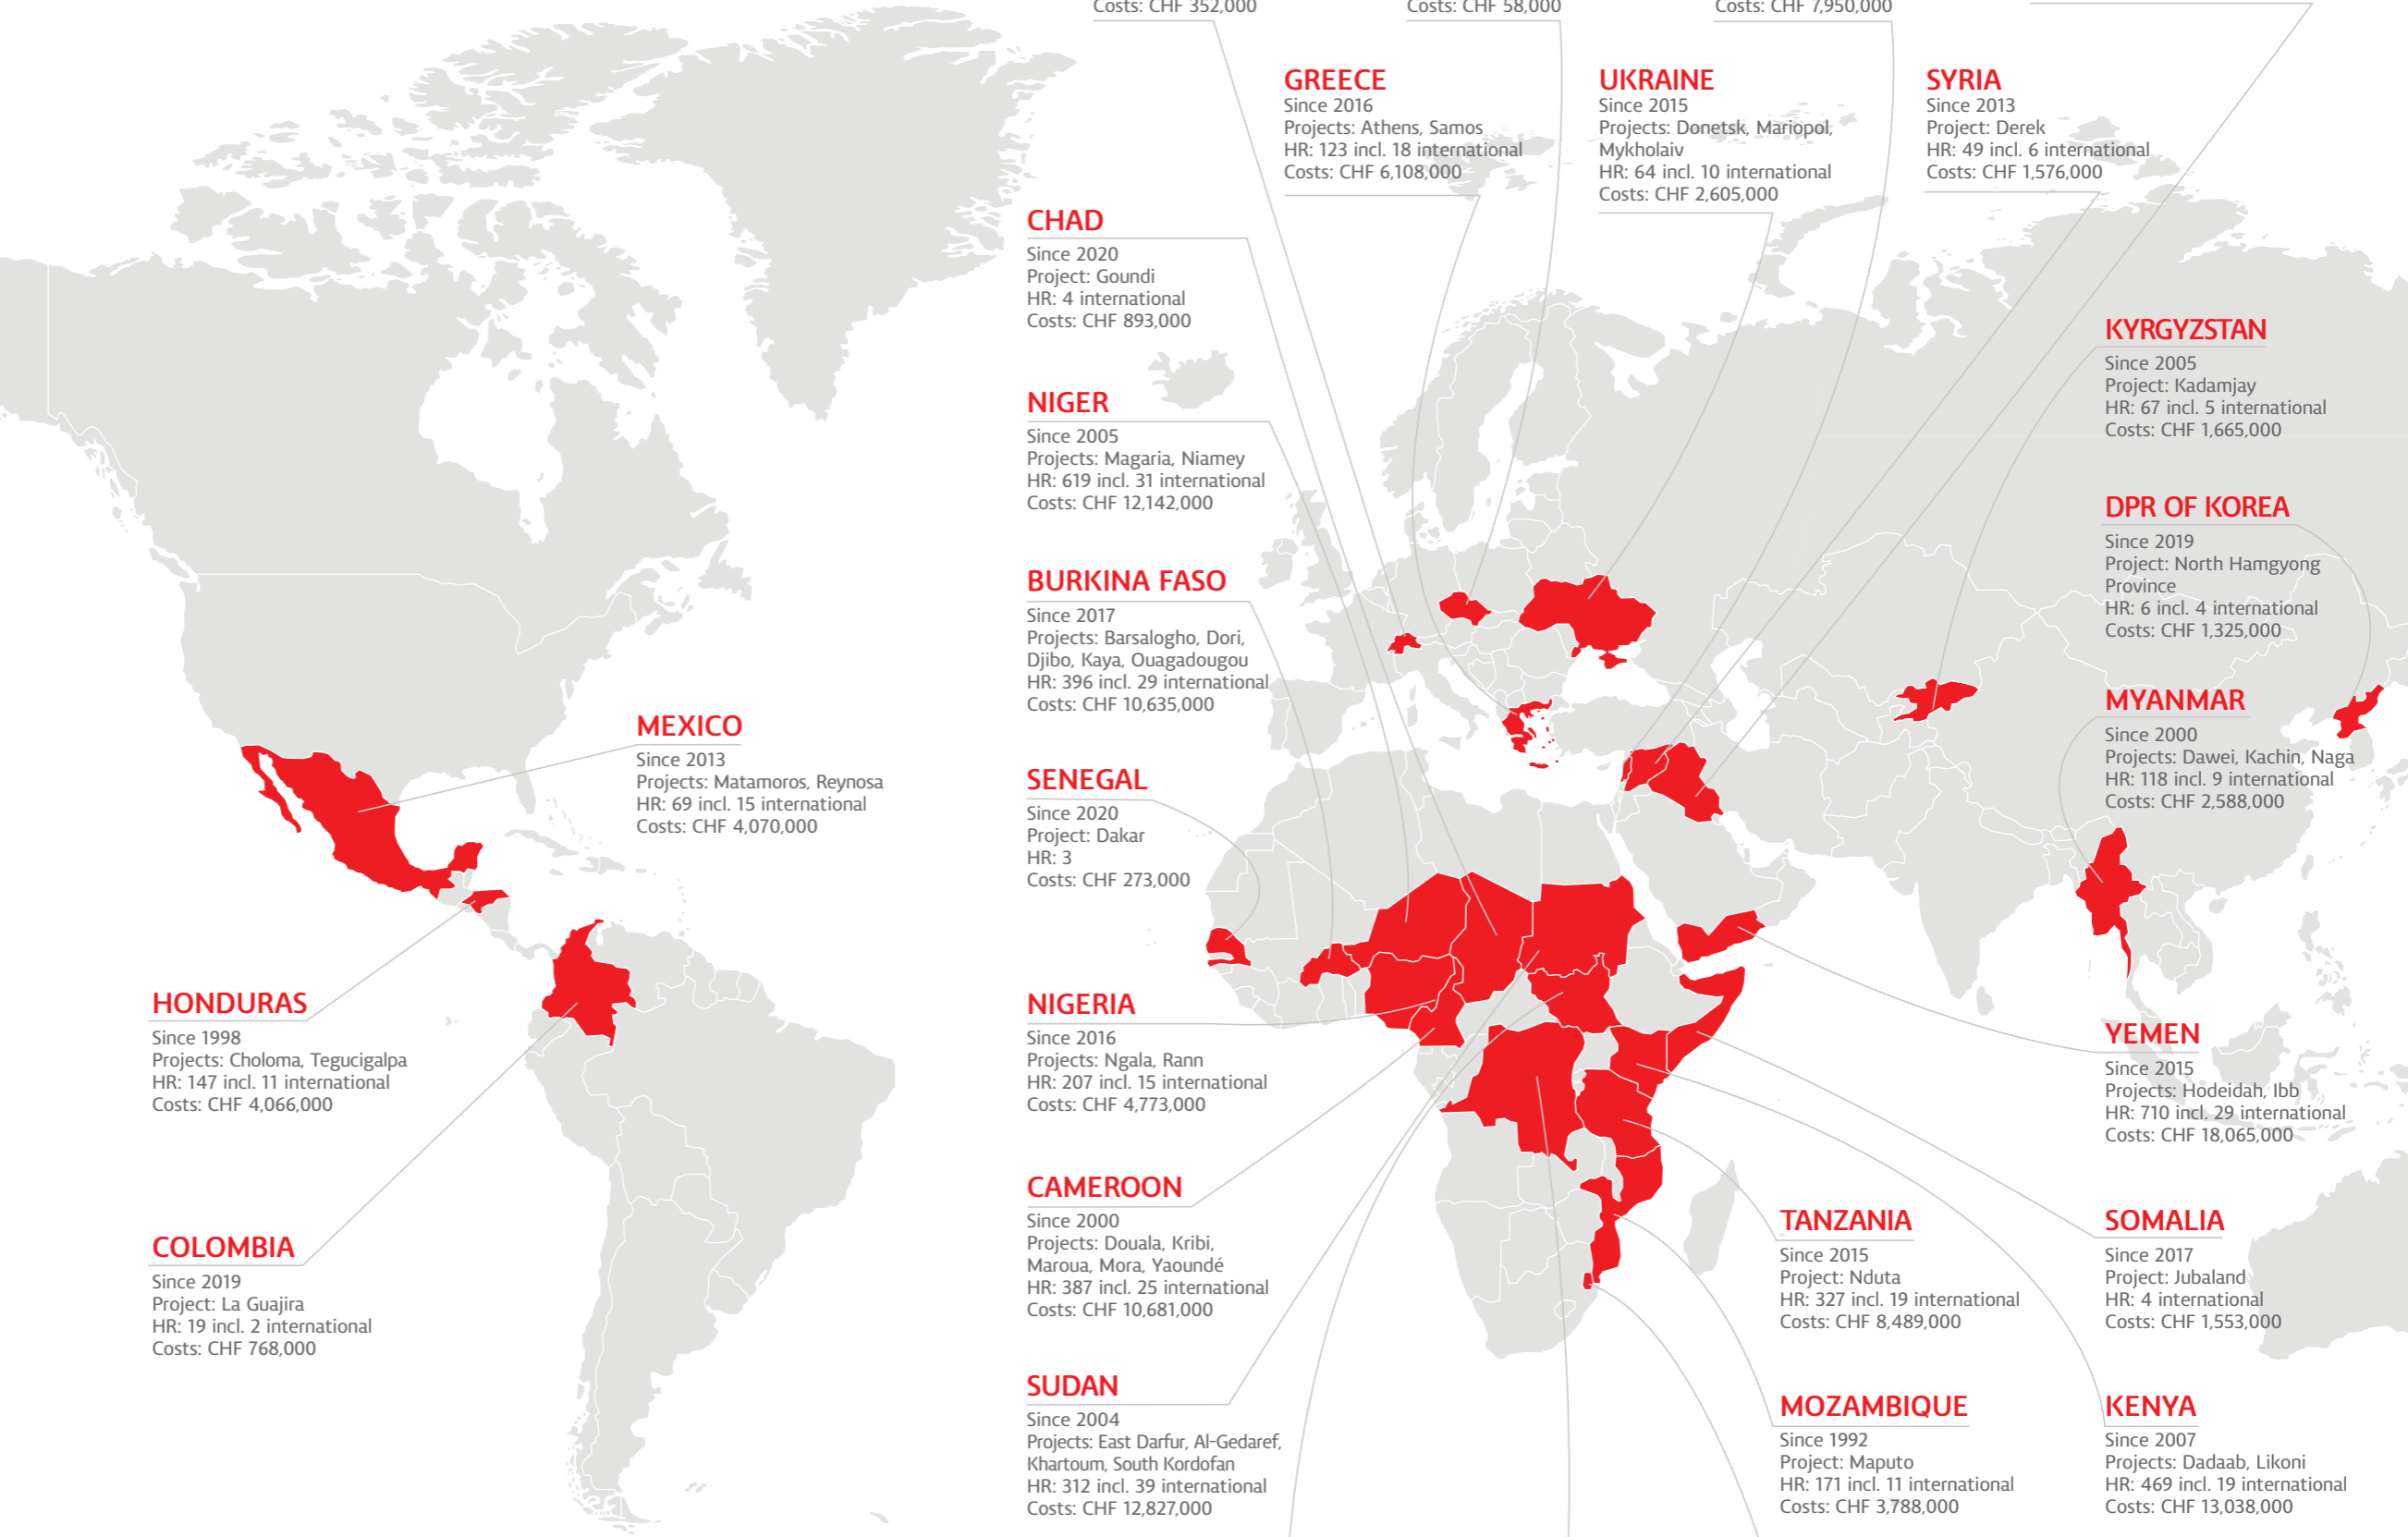 Costs: CHF 352,000
Costs: CHF 58,000
Costs: CHF 7,950,000
GREECE
Since 2016
Projects: Athens, Samos
HR: 123 incl. 18 international
Costs: CHF 6,108,000
UKRAINE
Since 2015
Projects: Donetsk, Mariopol,
Mykholaiv
HR: 64 incl. 10 international
Costs: CHF 2,605,000
SYRIA
Since 2013
Project: Derek
HR: 49 incl. 6 international
Costs: CHF 1,576,000
CHAD
Since 2020
Project: Goundi
HR: 4 international
Costs: CHF 893,000
KYRGYZSTAN
Since 2005
Project: Kadamjay
HR: 67 incl. 5 international
Costs: CHF 1,665,000
NIGER
Since 2005
Projects: Magaria, Niamey
HR: 619 incl. 31 international
Costs: CHF 12,142,000
DPR OF KOREA
Since 2019
Project: North Hamgyong
Province
HR: 6 incl. 4 international
Costs: CHF 1,325,000
BURKINA FASO
Since 2017
Projects: Barsalogho, Dori,
Djibo, Kaya, Ouagadougou
HR: 396 incl. 29 international
Costs: CHF 10,635,000
MYANMAR
Since 2000
Projects: Dawei, Kachin, Naga
HR: 118 incl. 9 international
Costs: CHF 2,588,000
MEXICO
Since 2013
Projects: Matamoros, Reynosa
HR: 69 incl. 15 international
Costs: CHF 4,070,000
SENEGAL
Since 2020
Project: Dakar
HR: 3
Costs: CHF 273,000
HONDURAS
Since 1998
Projects: Choloma, Tegucigalpa
HR: 147 incl. 11 international
Costs: CHF 4,066,000
NIGERIA
Since 2016
Projects: Ngala, Rann
HR: 207 incl. 15 international
Costs: CHF 4,773,000
YEMEN
Since 2015
Projects: Hodeidah, Ibb
HR: 710 incl. 29 international
Costs: CHF 18,065,000
CAMEROON
Since 2000
Projects: Douala, Kribi,
Maroua, Mora, Yaoundé
HR: 387 incl. 25 international
Costs: CHF 10,681,000
TANZANIA
Since 2015
Project: Nduta
HR: 327 incl. 19 international
Costs: CHF 8,489,000
SOMALIA
Since 2017
Project: Jubaland
HR: 4 international
Costs: CHF 1,553,000
COLOMBIA
Since 2019
Project: La Guajira
HR: 19 incl. 2 international
Costs: CHF 768,000
SUDAN
Since 2004
Projects: East Darfur, Al-Gedaref,
Khartoum, South Kordofan
HR: 312 incl. 39 international
Costs: CHF 12,827,000
MOZAMBIQUE
Since 1992
Project: Maputo
HR: 171 incl. 11 international
Costs: CHF 3,788,000
KENYA
Since 2007
Projects: Dadaab, Likoni
HR: 469 incl. 19 international
Costs: CHF 13,038,000